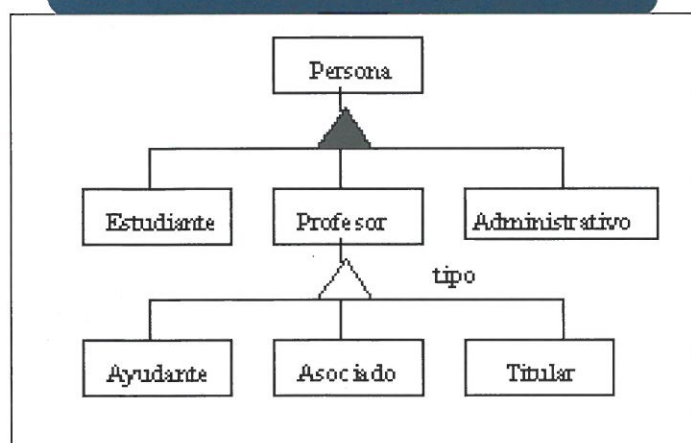 Persona
Estudiante
Profesor
Administrativo
tipo
Ayudante
Asociado
Titular